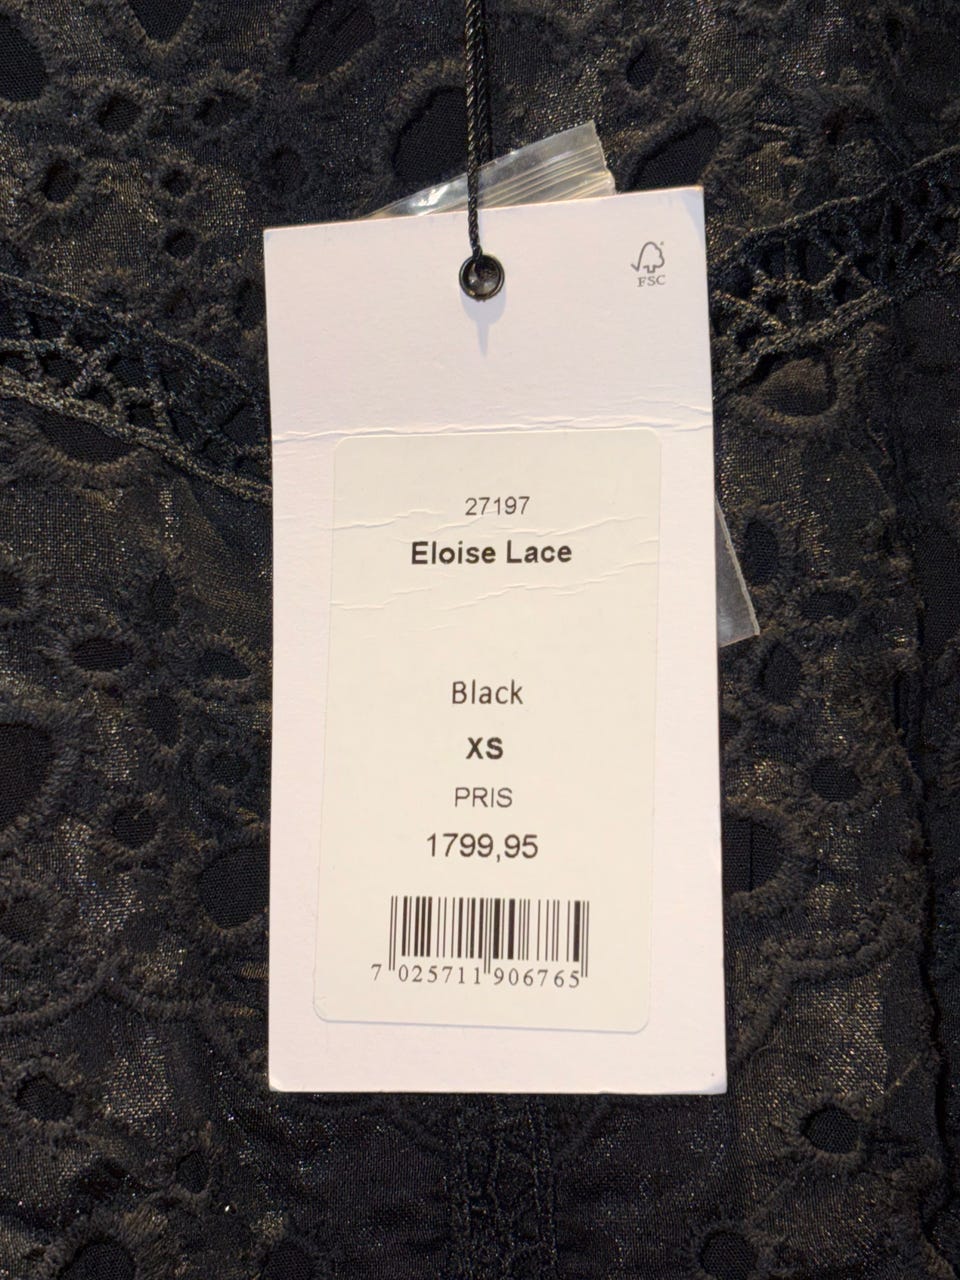 FSC
27197
Eloise Lace
Black
XS
PRIS
1799,95
7 025711 906765